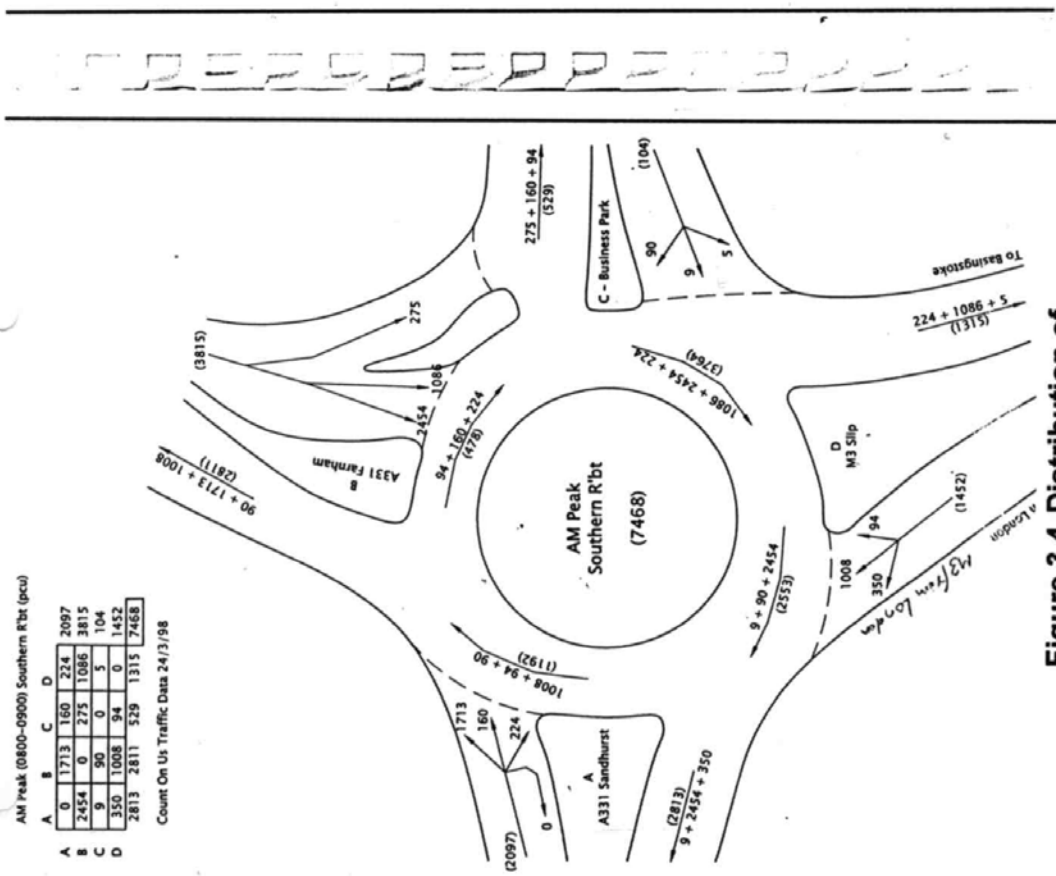 AM Peak (0800-0900) Southern R'bt (pcu)
A B C D
A 0 1713 160 224 2097
B 2454 0 275 1086 3815
C 9 90 0 5 104
D 350 1008 94 0 1452
2813 2811 529 1315 7468
Count On Us Traffic Data 24/3/98
90 + 1713 + 1008
(2811)
(3815)
275
1086
2454
B
A331 Farnham
94 + 160 + 224
(478)
275 + 160 + 94
(529)
C – Business Park
(104)
90
9
5
To Basingstoke
224 + 1086 + 5
(1315)
(3764)
1086 + 2454 + 224
AM Peak
Southern R'bt
(7468)
D
M3 Slip
(1452)
94
1008
350
London
M3 from London
9 + 90 + 2454
(2553)
1008 + 94 + 90
(1192)
1713
160
224
0
(2097)
A
A331 Sandhurst
(2813)
9 + 2454 + 350
Figure 3.4 Distribution of